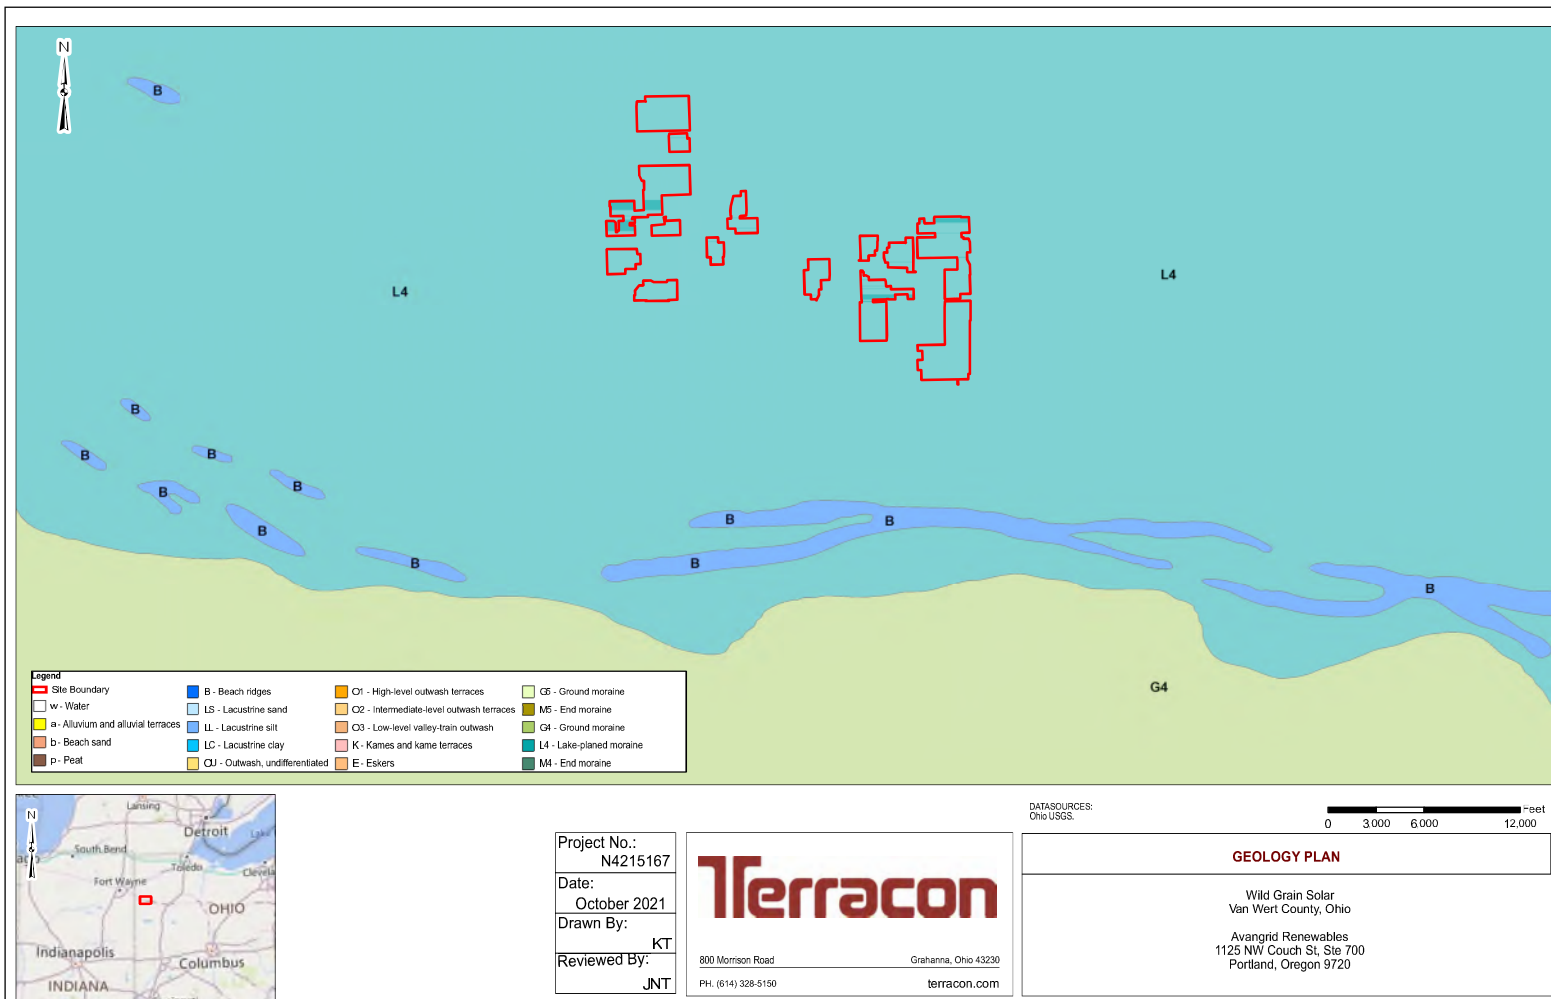 N
B
L4
L4
B
B
B
B
B
B
B
B
B
B
B
G4
Legend
Site Boundary
w - Water
a - Alluvium and alluvial terraces
b - Beach sand
p - Peat
B - Beach ridges
LS - Lacustrine sand
LL - Lacustrine silt
LC - Lacustrine clay
OU - Outwash, undifferentiated
O1 - High-level outwash terraces
O2 - Intermediate-level outwash terraces
O3 - Low-level valley-train outwash
K - Kames and kame terraces
E - Eskers
G5 - Ground moraine
M5 - End moraine
G4 - Ground moraine
L4 - Lake-planed moraine
M4 - End moraine
N
Lansing
Detroit
Lake
South Bend
Toledo
Clevela
Fort Wayne
OHIO
Indianapolis
Columbus
INDIANA
Project No.:
N4215167
Date:
October 2021
Drawn By:
KT
Reviewed By:
JNT
Terracon
800 Morrison Road
Grahanna, Ohio 43230
PH. (614) 328-5150
terracon.com
DATASOURCES:
Ohio USGS.
Feet
0 3,000 6,000 12,000
GEOLOGY PLAN
Wild Grain Solar
Van Wert County, Ohio
Avangrid Renewables
1125 NW Couch St, Ste 700
Portland, Oregon 9720